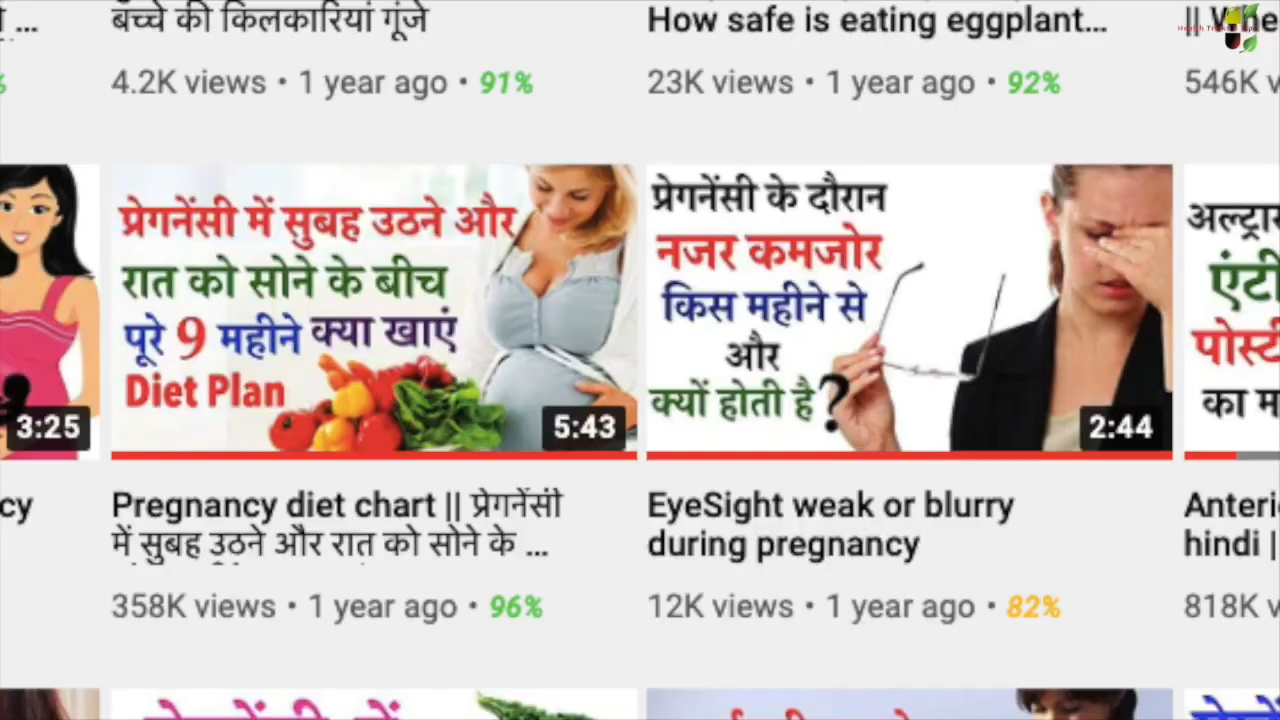 ...
बच्चे की किलकारियां गूंजे
How safe is eating eggplant...
4.2K views • 1 year ago • 91%
23K views • 1 year ago • 92%
546K
3:25
प्रेगनेंसी में सुबह उठने और
रात को सोने के बीच
पूरे 9 महीने क्या खाएं
Diet Plan
5:43
प्रेगनेंसी के दौरान
नजर कमजोर
किस महीने से
और
क्यों होती है?
2:44
का
cy
Pregnancy diet chart || प्रेगनेंसी
में सुबह उठने और रात को सोने के ...
358K views • 1 year ago • 96%
EyeSight weak or blurry
during pregnancy
12K views • 1 year ago • 82%
Anteri
hindi |
818K